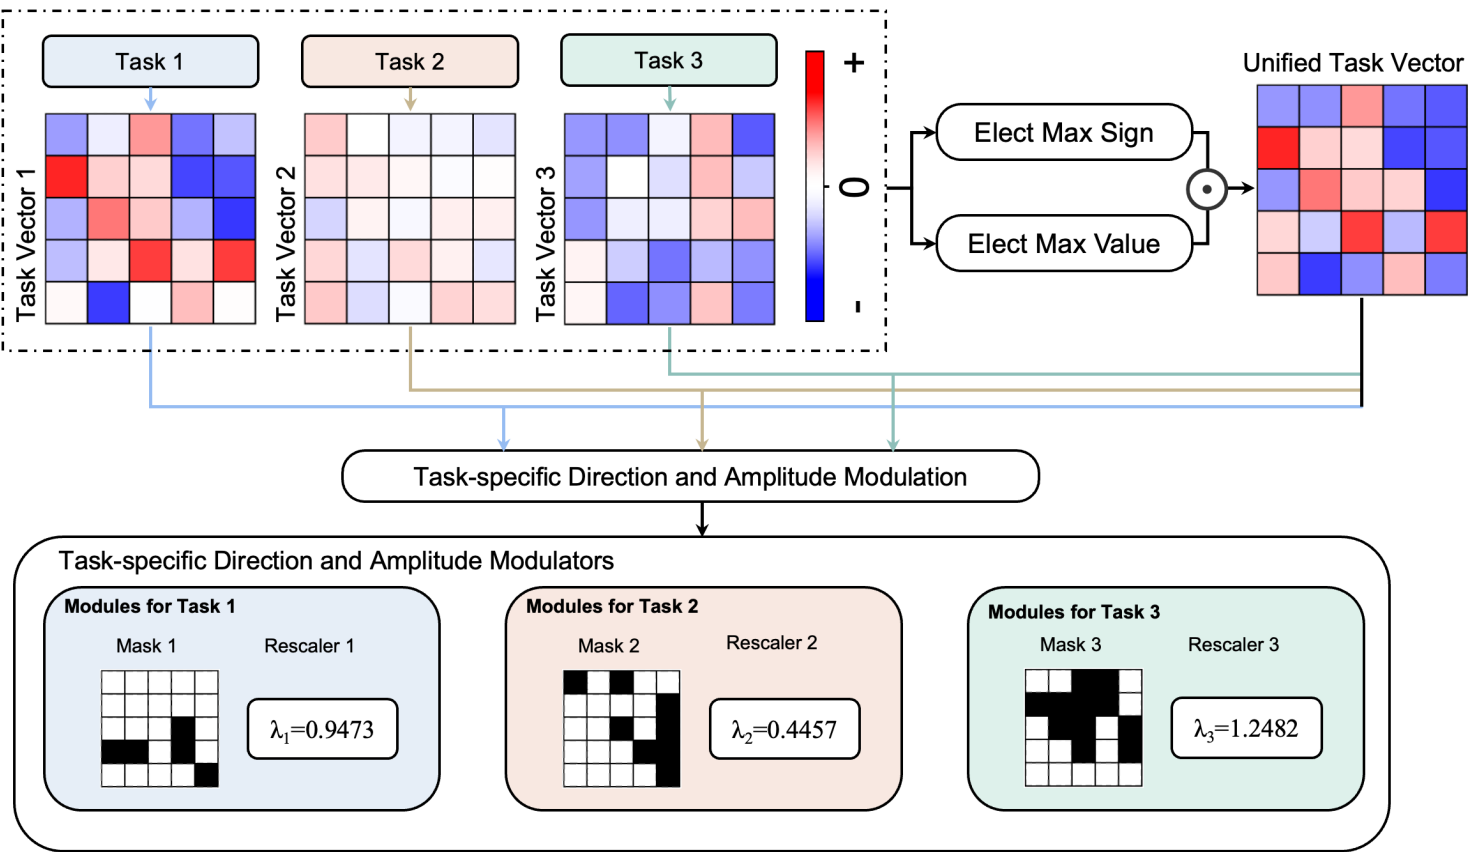 Task 1
Task 2
Task 3
Task Vector 1
Task Vector 2
Task Vector 3
+
0
-
Elect Max Sign
Elect Max Value
Unified Task Vector
Task-specific Direction and Amplitude Modulation
Task-specific Direction and Amplitude Modulators
Modules for Task 1
Mask 1
Rescaler 1
λ₁=0.9473
Modules for Task 2
Mask 2
Rescaler 2
λ₂=0.4457
Modules for Task 3
Mask 3
Rescaler 3
λ₃=1.2482